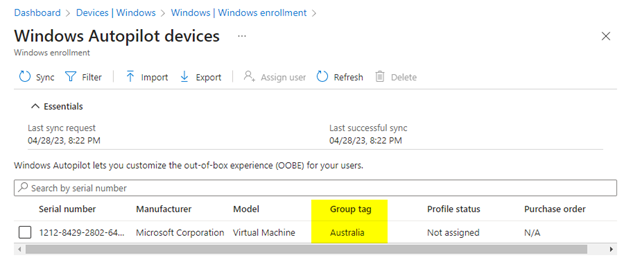 Dashboard > Devices | Windows > Windows | Windows enrollment >
Windows Autopilot devices ...
Windows enrollment
Sync Filter Import Export Assign user Refresh Delete
Essentials
Last sync request Last successful sync
04/28/23, 8:22 PM 04/28/23, 8:22 PM
Windows Autopilot lets you customize the out-of-box experience (OOBE) for your users.
Search by serial number
Serial number Manufacturer Model Group tag Profile status Purchase order
1212-8429-2802-64... Microsoft Corporation Virtual Machine Australia Not assigned N/A